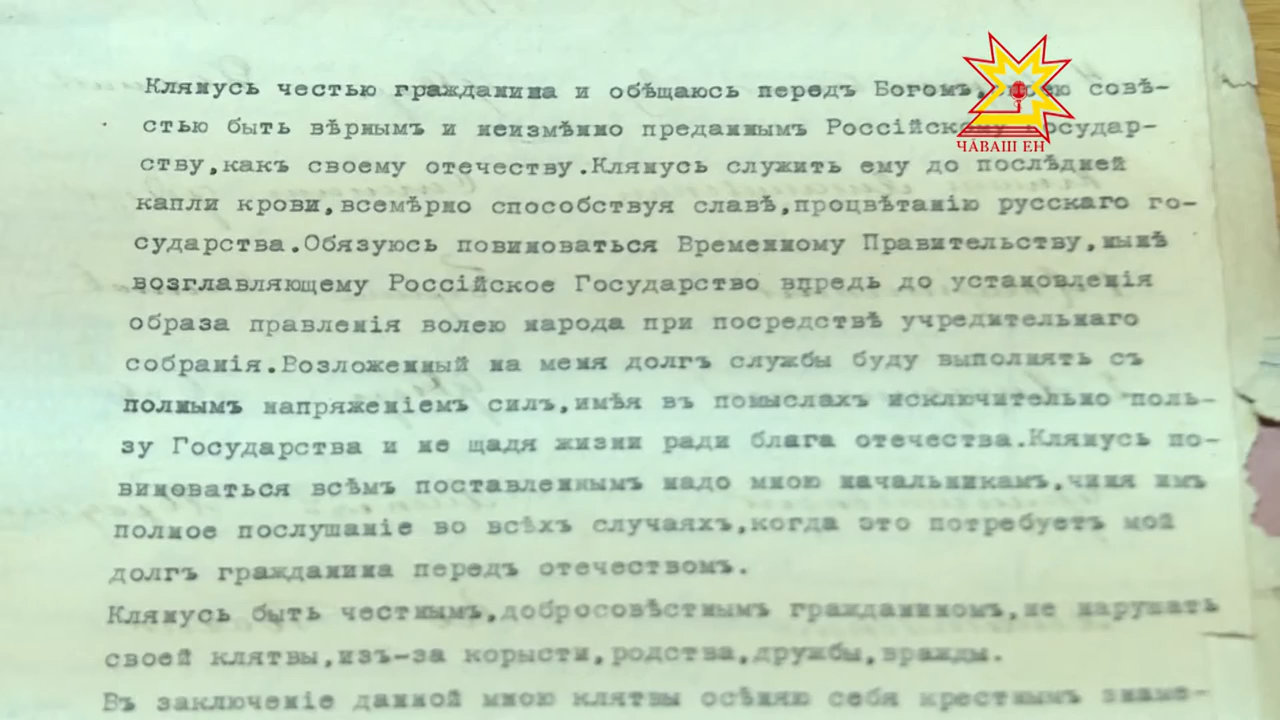 Клянусь честью гражданина и обѣщаюсь передъ Богомъ, ею совѣ-
стью быть вѣрнымъ и неизмѣнно преданнымъ Россійскому государ-
ству,какъ своему отечеству.Клянусь служить ему до послѣдней
капли крови,всемѣрно способствуя славѣ,процвѣтанію русскаго го-
сударства.Обязуюсь повиноваться Временному Правительству,нынѣ
возглавляющему Россійское Государство впредь до установленія
образа правленія волею народа при посредствѣ учредительнаго
собранія.Возложенный на меня долгъ службы буду выполнять съ
полнымъ напряженіемъ силъ,имѣя въ помыслахъ исключительно поль-
зу Государства и не щадя жизни ради блага отечества.Клянусь по-
виноваться всѣмъ поставленнымъ надо мною начальникамъ,чиня имъ
полное послушаніе во всѣхъ случаяхъ,когда это потребуетъ мой
долгъ гражданина передъ отечествомъ.
Клянусь быть честнымъ,добросовѣстнымъ гражданиномъ,не нарушать
своей клятвы,изъ-за корысти,родства,дружбы,вражды.
Въ заключеніе данной мною клятвы осѣняю себя крестнымъ знаме-
ЧӐВАШ ЕН